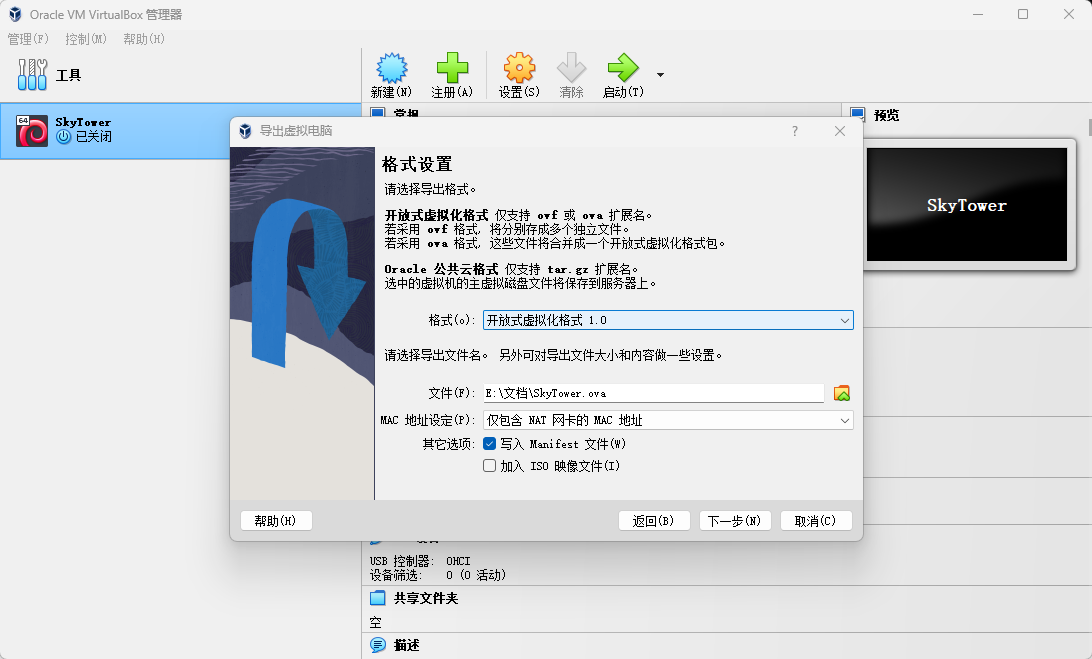 Oracle VM VirtualBox 管理器
管理(F) 控制(M) 帮助(H)
工具
新建(N) 注册(A) 设置(S) 清除 启动(T)
64
SkyTower
已关闭
常规
预览
SkyTower
导出虚拟电脑
?
格式设置
请选择导出格式。
开放式虚拟化格式 仅支持 ovf 或 ova 扩展名。
若采用 ovf 格式, 将分别存成多个独立文件。
若采用 ova 格式, 这些文件将合并成一个开放式虚拟化格式包。
Oracle 公共云格式 仅支持 tar.gz 扩展名。
选中的虚拟机的主虚拟磁盘文件将保存到服务器上。
格式(o): 开放式虚拟化格式 1.0
请选择导出文件名。 另外可对导出文件大小和内容做一些设置。
文件(F): E:\文档\SkyTower.ova
MAC 地址设定(P): 仅包含 NAT 网卡的 MAC 地址
其它选项: 写入 Manifest 文件(W)
加入 ISO 映像文件(I)
帮助(H) 返回(B) 下一步(N) 取消(C)
USB 控制器: OHCI
设备筛选: 0 (0 活动)
共享文件夹
空
描述